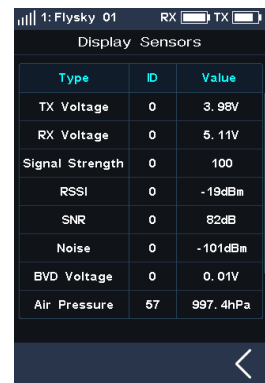 1: Flysky 01 RX TX
Display Sensors
Type ID Value
TX Voltage 0 3.98V
RX Voltage 0 5.11V
Signal Strength 0 100
RSSI 0 -19dBm
SNR 0 82dB
Noise 0 -101dBm
BVD Voltage 0 0.01V
Air Pressure 57 997.4hPa